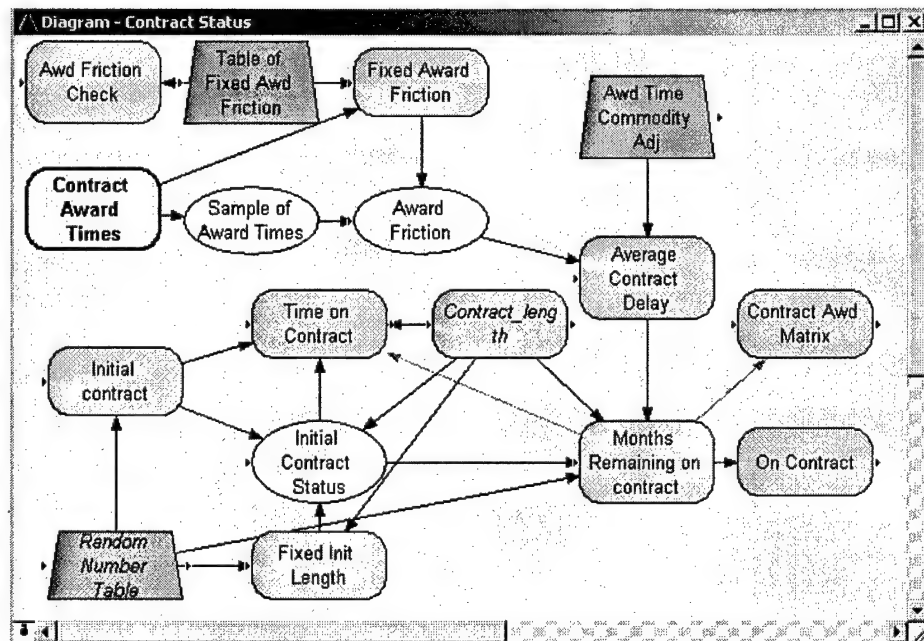 Diagram - Contract Status
Awd Friction
Check
Table of
Fixed Awd
Friction
Fixed Award
Friction
Awd Time
Commodity
Adj
Contract
Award
Times
Sample of
Award Times
Award
Friction
Average
Contract
Delay
Time on
Contract
Contract_leng
th
Contract Awd
Matrix
Initial
contract
Initial
Contract
Status
Months
Remaining on
contract
On Contract
Random
Number
Table
Fixed Init
Length